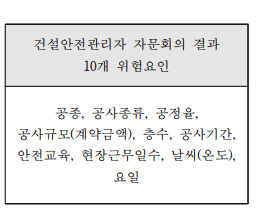 건설안전관리자 자문회의 결과
10개 위험요인
공종, 공사종류, 공정율,
공사규모(계약금액), 층수, 공사기간,
안전교육, 현장근무일수, 날씨(온도),
요일